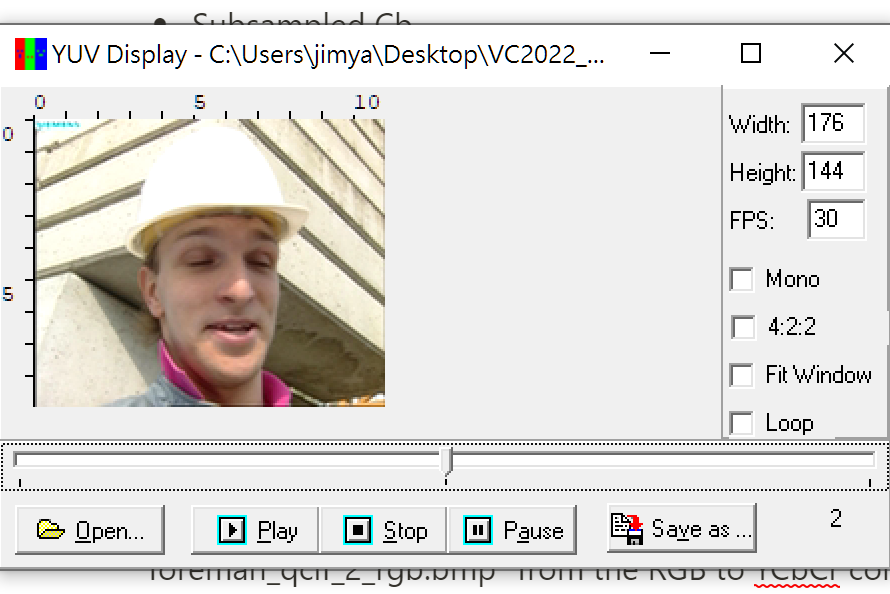 • Subsampled Cb
YUV Display - C:\Users\jimya\Desktop\VC2022_...
0 5 10
0
5
Width: 176
Height: 144
FPS: 30
Mono
4:2:2
Fit Window
Loop
Open...
Play
Stop
Pause
Save as ...
2
foreman_qcif_2_rgb.bmp" from the RGB to YCbCr